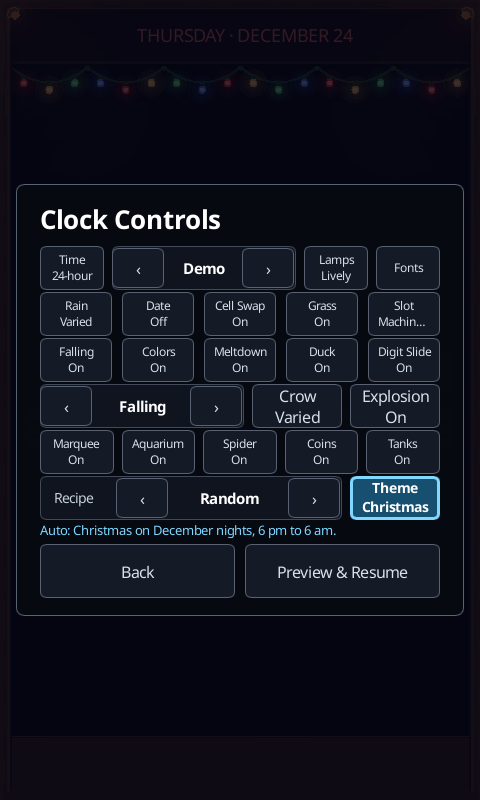 THURSDAY · DECEMBER 24
Clock Controls
Time
24-hour
‹ Demo ›
Lamps
Lively
Fonts
Rain
Varied
Date
Off
Cell Swap
On
Grass
On
Slot
Machin...
Falling
On
Colors
On
Meltdown
On
Duck
On
Digit Slide
On
‹ Falling ›
Crow
Varied
Explosion
On
Marquee
On
Aquarium
On
Spider
On
Coins
On
Tanks
On
Recipe ‹ Random ›
Theme
Christmas
Auto: Christmas on December nights, 6 pm to 6 am.
Back
Preview & Resume